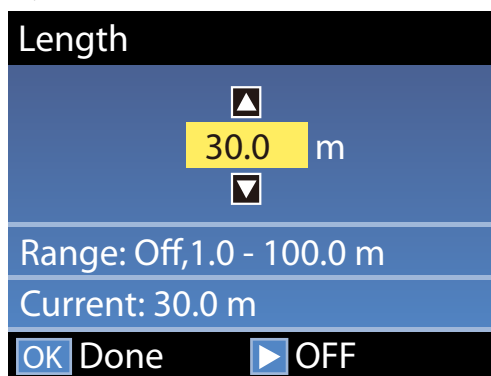 Length
30.0 m
Range: Off,1.0 - 100.0 m
Current: 30.0 m
OK Done OFF